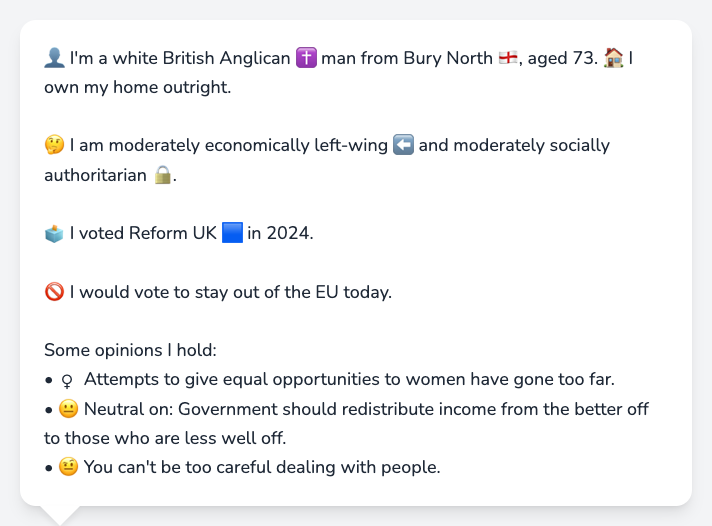 👤 I'm a white British Anglican ✝️ man from Bury North 🏴󠁧󠁢󠁥󠁮󠁧󠁿, aged 73. 🏠 I
own my home outright.
🤔 I am moderately economically left-wing ⬅️ and moderately socially
authoritarian 🔒.
🗳️ I voted Reform UK 🟦 in 2024.
🚫 I would vote to stay out of the EU today.
Some opinions I hold:
• ♀ Attempts to give equal opportunities to women have gone too far.
• 😐 Neutral on: Government should redistribute income from the better off
to those who are less well off.
• 🤨 You can't be too careful dealing with people.